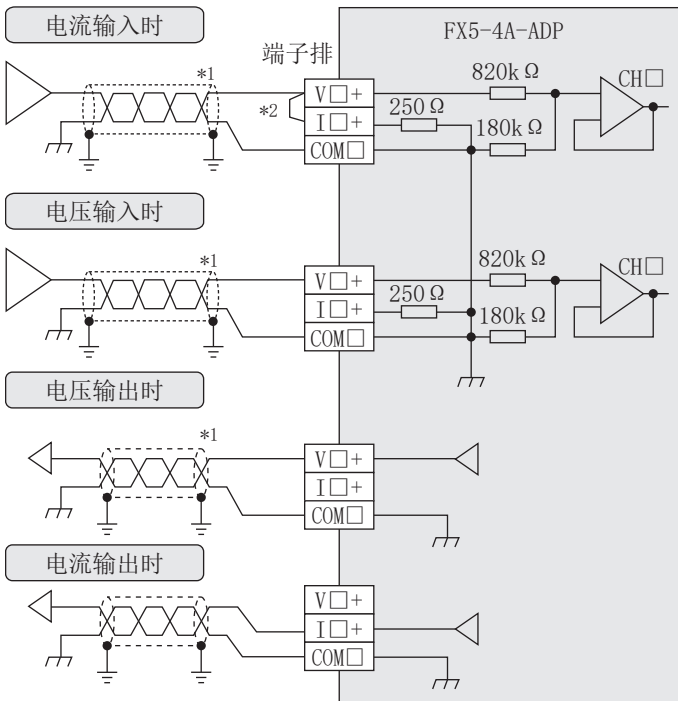 电流输入时
FX5-4A-ADP
端子排
*1
*2
V□+
I□+
COM□
820kΩ
250Ω
180kΩ
CH□
电压输入时
*1
V□+
I□+
COM□
820kΩ
250Ω
180kΩ
CH□
电压输出时
*1
V□+
I□+
COM□
电流输出时
V□+
I□+
COM□